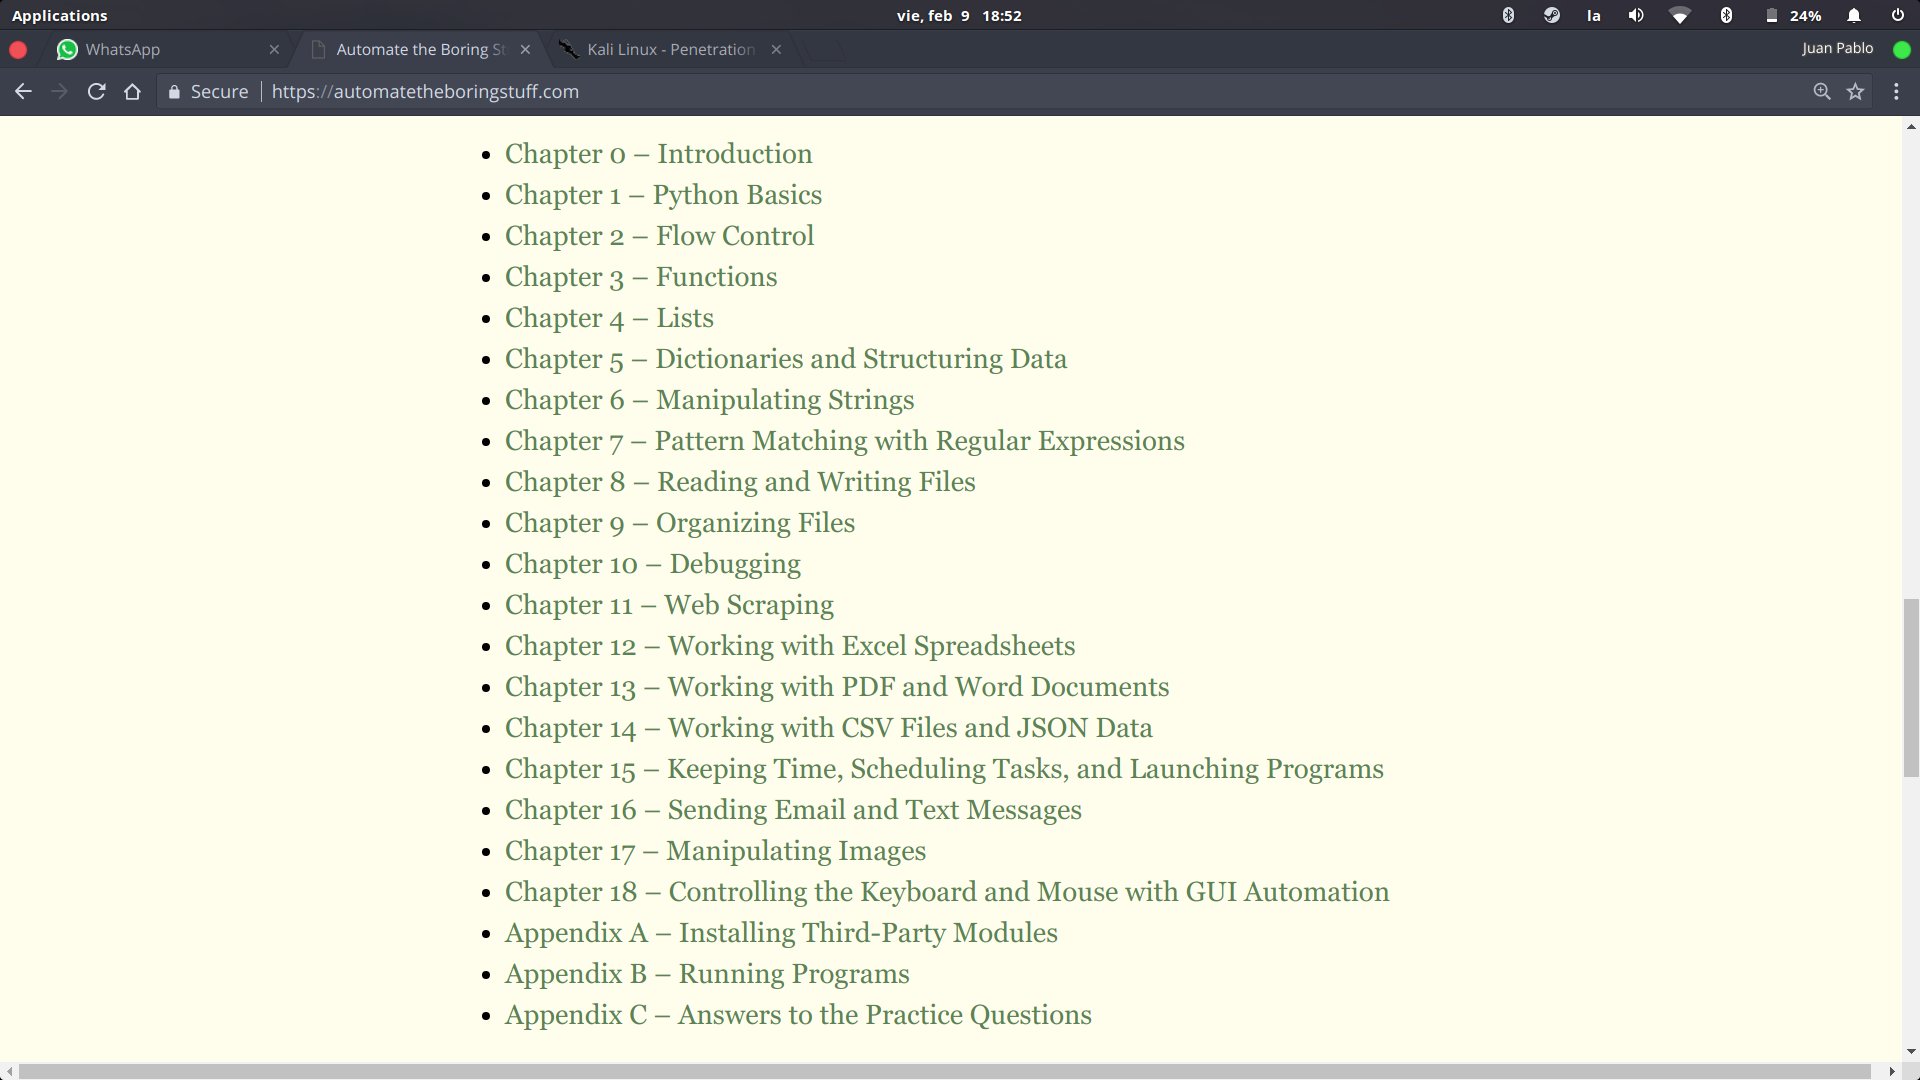 Applications vie, feb 9 18:52 la 24%
WhatsApp Automate the Boring St Kali Linux - Penetration Juan Pablo
Secure https://automatetheboringstuff.com
Chapter 0 – Introduction
Chapter 1 – Python Basics
Chapter 2 – Flow Control
Chapter 3 – Functions
Chapter 4 – Lists
Chapter 5 – Dictionaries and Structuring Data
Chapter 6 – Manipulating Strings
Chapter 7 – Pattern Matching with Regular Expressions
Chapter 8 – Reading and Writing Files
Chapter 9 – Organizing Files
Chapter 10 – Debugging
Chapter 11 – Web Scraping
Chapter 12 – Working with Excel Spreadsheets
Chapter 13 – Working with PDF and Word Documents
Chapter 14 – Working with CSV Files and JSON Data
Chapter 15 – Keeping Time, Scheduling Tasks, and Launching Programs
Chapter 16 – Sending Email and Text Messages
Chapter 17 – Manipulating Images
Chapter 18 – Controlling the Keyboard and Mouse with GUI Automation
Appendix A – Installing Third-Party Modules
Appendix B – Running Programs
Appendix C – Answers to the Practice Questions